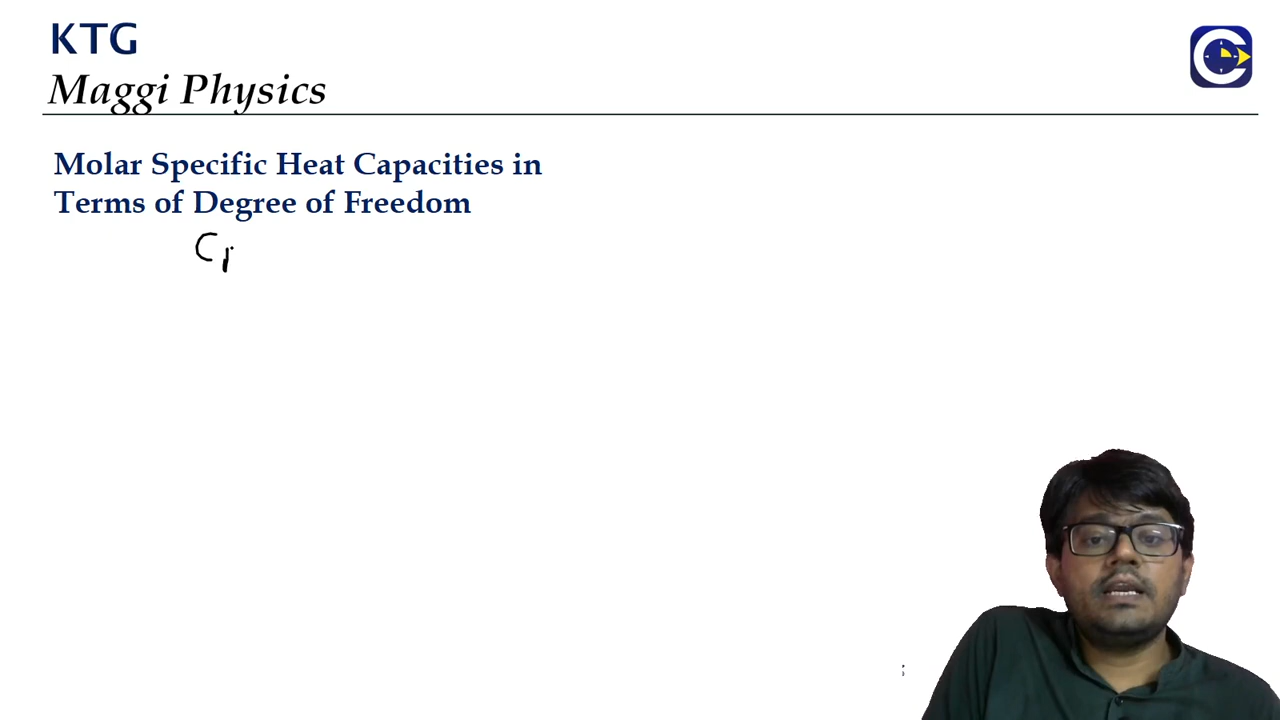 KTG
Maggi Physics
Molar Specific Heat Capacities in
Terms of Degree of Freedom
C